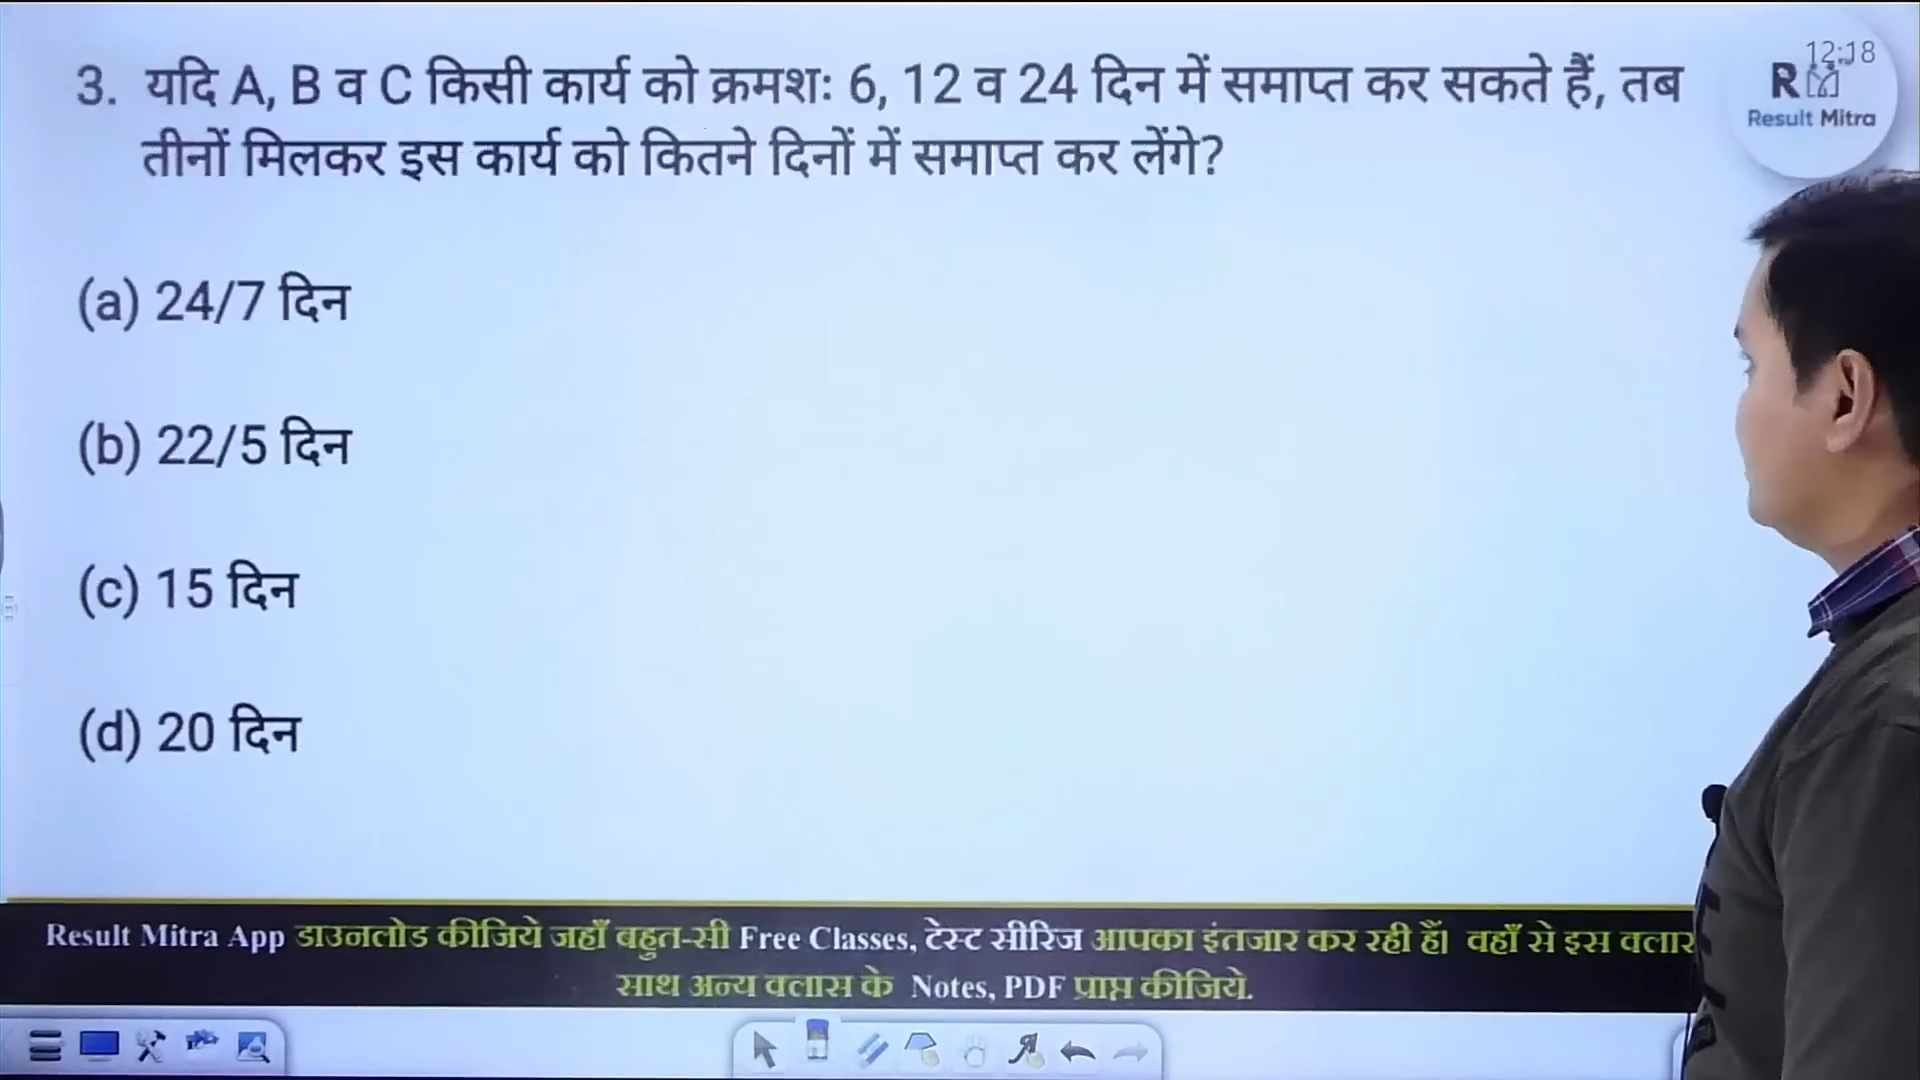 3. यदि A, B व C किसी कार्य को क्रमशः 6, 12 व 24 दिन में समाप्त कर सकते हैं, तब
तीनों मिलकर इस कार्य को कितने दिनों में समाप्त कर लेंगे?
12:18
R
Result Mitra
(a) 24/7 दिन
(b) 22/5 दिन
(c) 15 दिन
(d) 20 दिन
Result Mitra App डाउनलोड कीजिये जहाँ बहुत-सी Free Classes, टेस्ट सीरिज आपका इंतजार कर रही हैं। वहाँ से इस क्लास
साथ अन्य क्लास के Notes, PDF प्राप्त कीजिये.